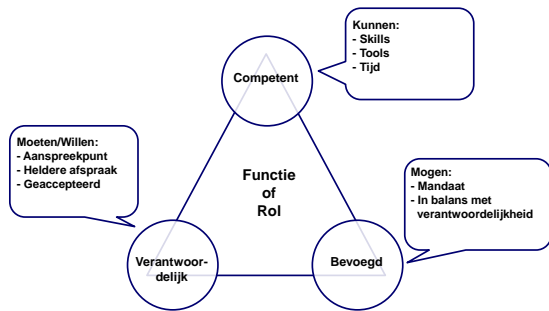 Kunnen:
- Skills
- Tools
- Tijd
Competent
Moeten/Willen:
- Aanspreekpunt
- Heldere afspraak
- Geaccepteerd
Functie
of
Rol
Mogen:
- Mandaat
- In balans met
verantwoordelijkheid
Verantwoor-
delijk
Bevoegd